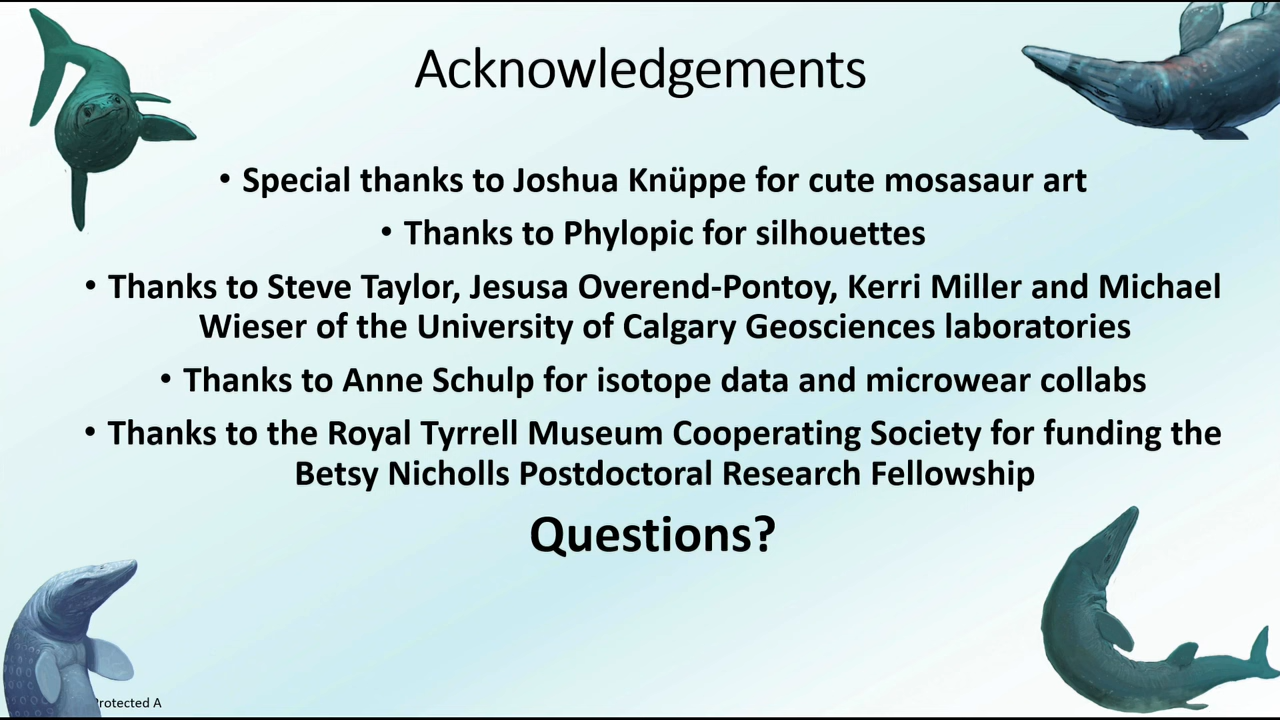 Acknowledgements
• Special thanks to Joshua Knüppe for cute mosasaur art
• Thanks to Phylopic for silhouettes
• Thanks to Steve Taylor, Jesusa Overend-Pontoy, Kerri Miller and Michael
Wieser of the University of Calgary Geosciences laboratories
• Thanks to Anne Schulp for isotope data and microwear collabs
• Thanks to the Royal Tyrrell Museum Cooperating Society for funding the
Betsy Nicholls Postdoctoral Research Fellowship
Questions?
Protected A